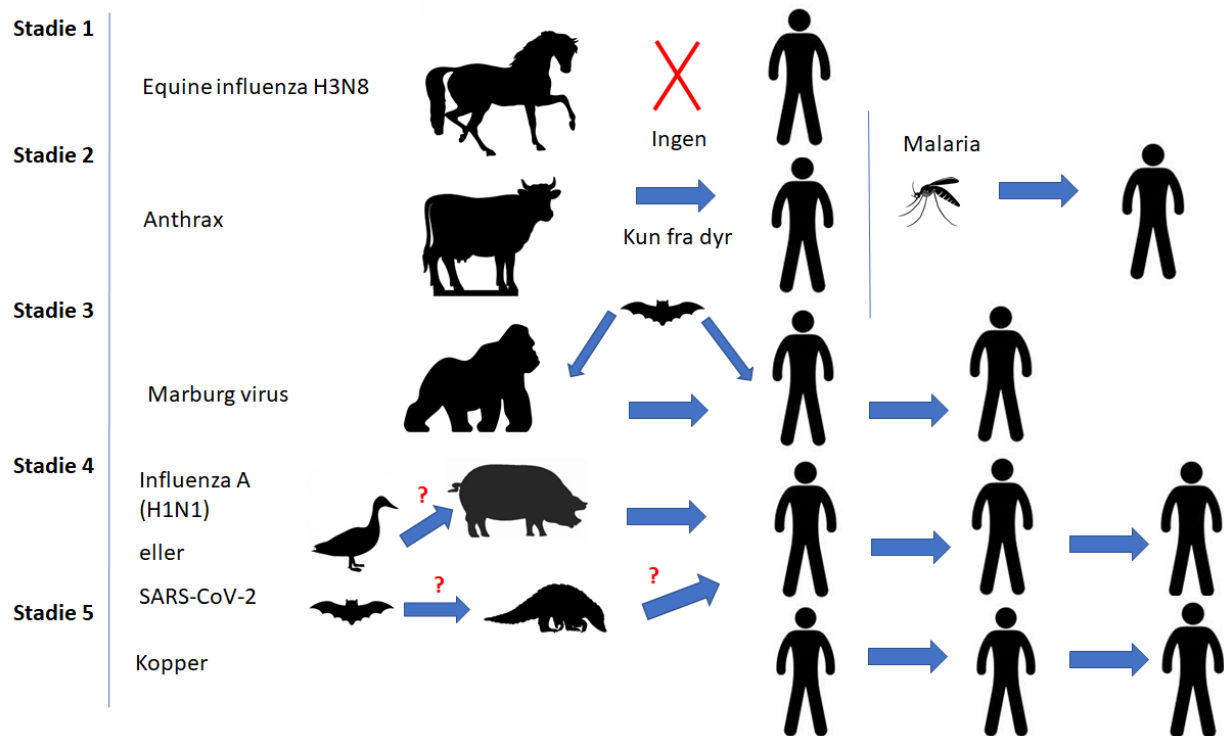 Stadie 1
Equine influenza H3N8
Ingen
Stadie 2
Malaria
Anthrax
Kun fra dyr
Stadie 3
Marburg virus
Stadie 4
Influenza A
(H1N1)
?
eller
SARS-CoV-2
?
?
Stadie 5
Kopper